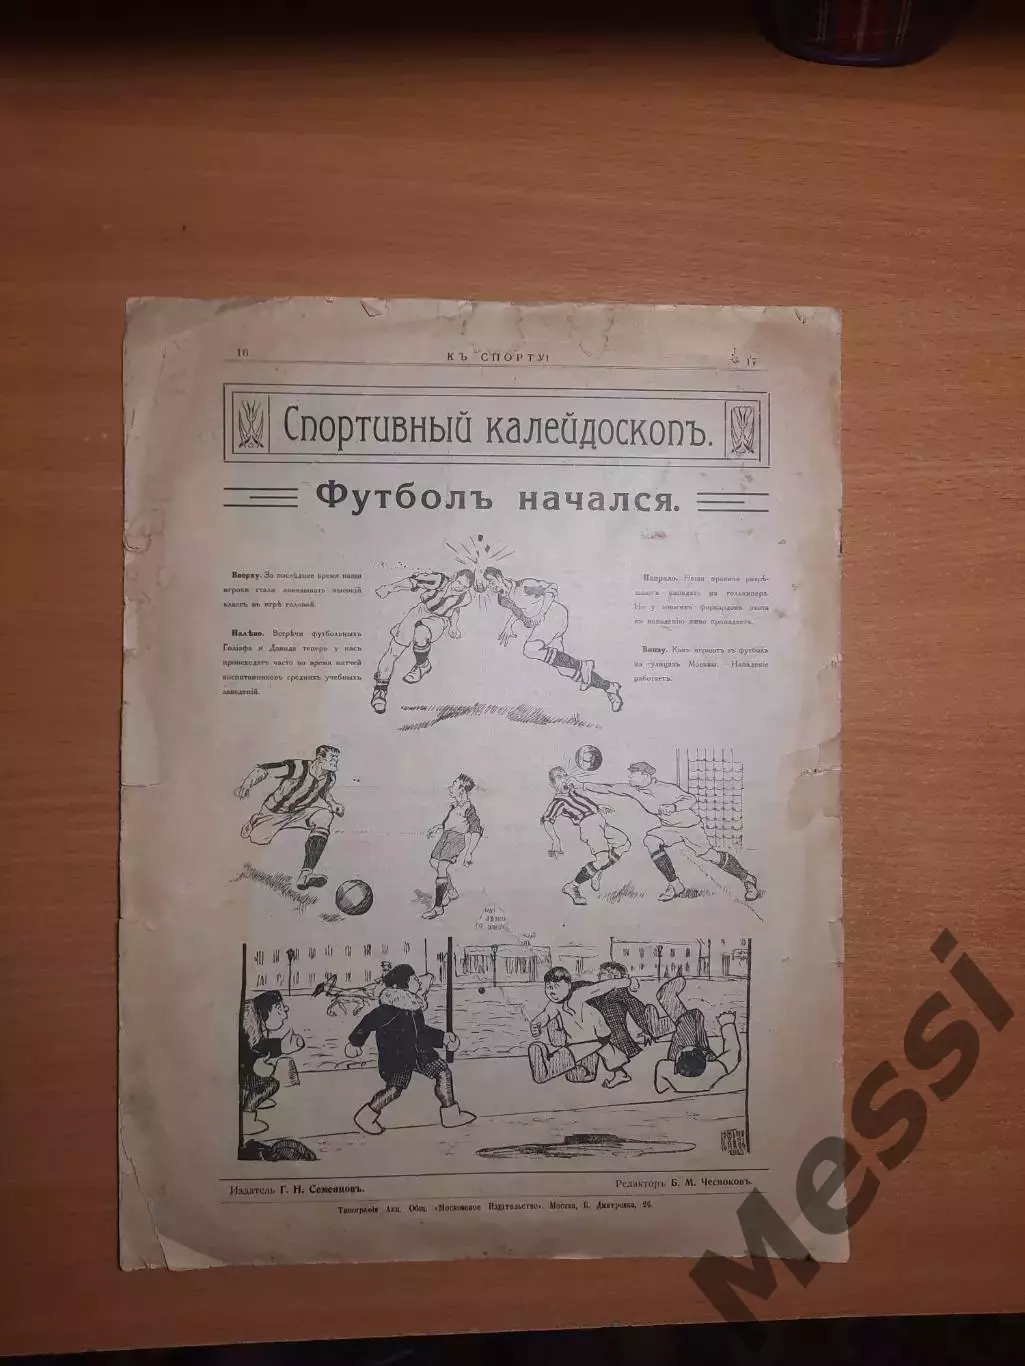 16
КЪ СПОРТУ!
17
Спортивный калейдоскопъ.
Футболъ начался.
Вверху. За послѣднее время наши
игроки стали показывать высокій
классъ въ игрѣ головой.
Налѣво. Встрѣчи футбольныхъ
Голіафа и Давида теперь у насъ
происходятъ часто во время матчей
воспитанниковъ среднихъ учебныхъ
заведеній.
Направо. Наши правила разрѣ-
шаютъ нападать на голькипера.
Но у многихъ форвардовъ охота
къ нападенію живо пропадаетъ.
Внизу. Какъ играютъ въ футболъ
на улицахъ Москвы. Нападеніе
работаетъ.
Издатель Г. Н. Семенцовъ.
Редакторъ Б. М. Чесноковъ.
Типографія Акц. Общ. «Московское Издательство». Москва, Б. Дмитровка, 26.
Messi